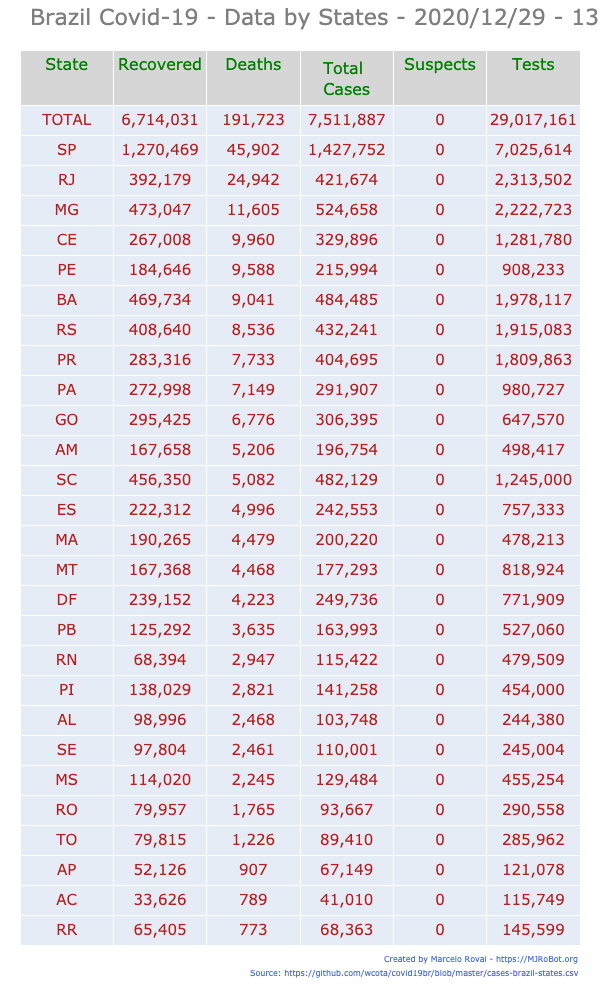 Brazil Covid-19 - Data by States - 2020/12/29 - 13
State Recovered Deaths Total Cases Suspects Tests
TOTAL 6,714,031 191,723 7,511,887 0 29,017,161
SP 1,270,469 45,902 1,427,752 0 7,025,614
RJ 392,179 24,942 421,674 0 2,313,502
MG 473,047 11,605 524,658 0 2,222,723
CE 267,008 9,960 329,896 0 1,281,780
PE 184,646 9,588 215,994 0 908,233
BA 469,734 9,041 484,485 0 1,978,117
RS 408,640 8,536 432,241 0 1,915,083
PR 283,316 7,733 404,695 0 1,809,863
PA 272,998 7,149 291,907 0 980,727
GO 295,425 6,776 306,395 0 647,570
AM 167,658 5,206 196,754 0 498,417
SC 456,350 5,082 482,129 0 1,245,000
ES 222,312 4,996 242,553 0 757,333
MA 190,265 4,479 200,220 0 478,213
MT 167,368 4,468 177,293 0 818,924
DF 239,152 4,223 249,736 0 771,909
PB 125,292 3,635 163,993 0 527,060
RN 68,394 2,947 115,422 0 479,509
PI 138,029 2,821 141,258 0 454,000
AL 98,996 2,468 103,748 0 244,380
SE 97,804 2,461 110,001 0 245,004
MS 114,020 2,245 129,484 0 455,254
RO 79,957 1,765 93,667 0 290,558
TO 79,815 1,226 89,410 0 285,962
AP 52,126 907 67,149 0 121,078
AC 33,626 789 41,010 0 115,749
RR 65,405 773 68,363 0 145,599
Created by Marcelo Rovai - https://MJRoBot.org
Source: https://github.com/wcota/covid19br/blob/master/cases-brazil-states.csv